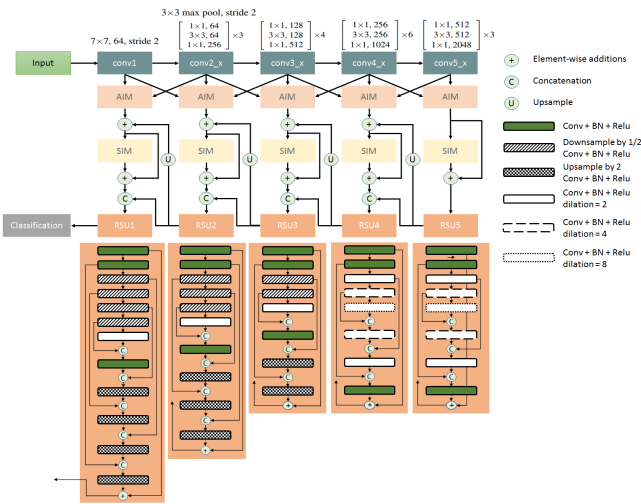 3×3 max pool, stride 2
7×7, 64, stride 2
1×1, 64
3×3, 64
1×1, 256
×3
1×1, 128
3×3, 128
1×1, 512
×4
1×1, 256
3×3, 256
1×1, 1024
×6
1×1, 512
3×3, 512
1×1, 2048
×3
Input
conv1
conv2_x
conv3_x
conv4_x
conv5_x
AIM
AIM
AIM
AIM
AIM
+
+
+
+
U
U
U
U
SIM
SIM
SIM
SIM
SIM
+
+
+
+
+
C
C
C
C
Classification
RSU1
RSU2
RSU3
RSU4
RSU5
+
Element-wise additions
C
Concatenation
U
Upsample
Conv + BN + Relu
Downsample by 1/2
Conv + BN + Relu
Upsample by 2
Conv + BN + Relu
Conv + BN + Relu
dilation = 2
Conv + BN + Relu
dilation = 4
Conv + BN + Relu
dilation = 8
C
C
C
C
C
+
C
C
C
C
+
C
C
C
+
C
C
C
+
C
C
C
+